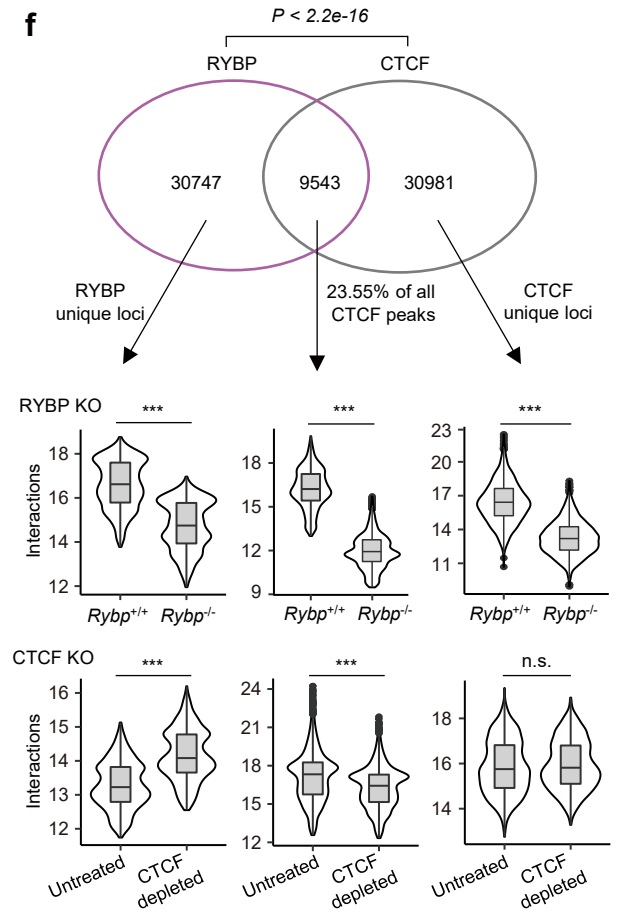 f
P < 2.2e-16
RYBP
CTCF
30747
9543
30981
RYBP
unique loci
23.55% of all
CTCF peaks
CTCF
unique loci
RYBP KO
***
***
***
Interactions
18
16
14
12
18
15
12
9
23
20
17
14
11
Rybp+/+
Rybp-/-
Rybp+/+
Rybp-/-
Rybp+/+
Rybp-/-
CTCF KO
***
***
n.s.
Interactions
16
15
14
13
12
24
21
18
15
12
18
16
14
Untreated
CTCF
depleted
Untreated
CTCF
depleted
Untreated
CTCF
depleted